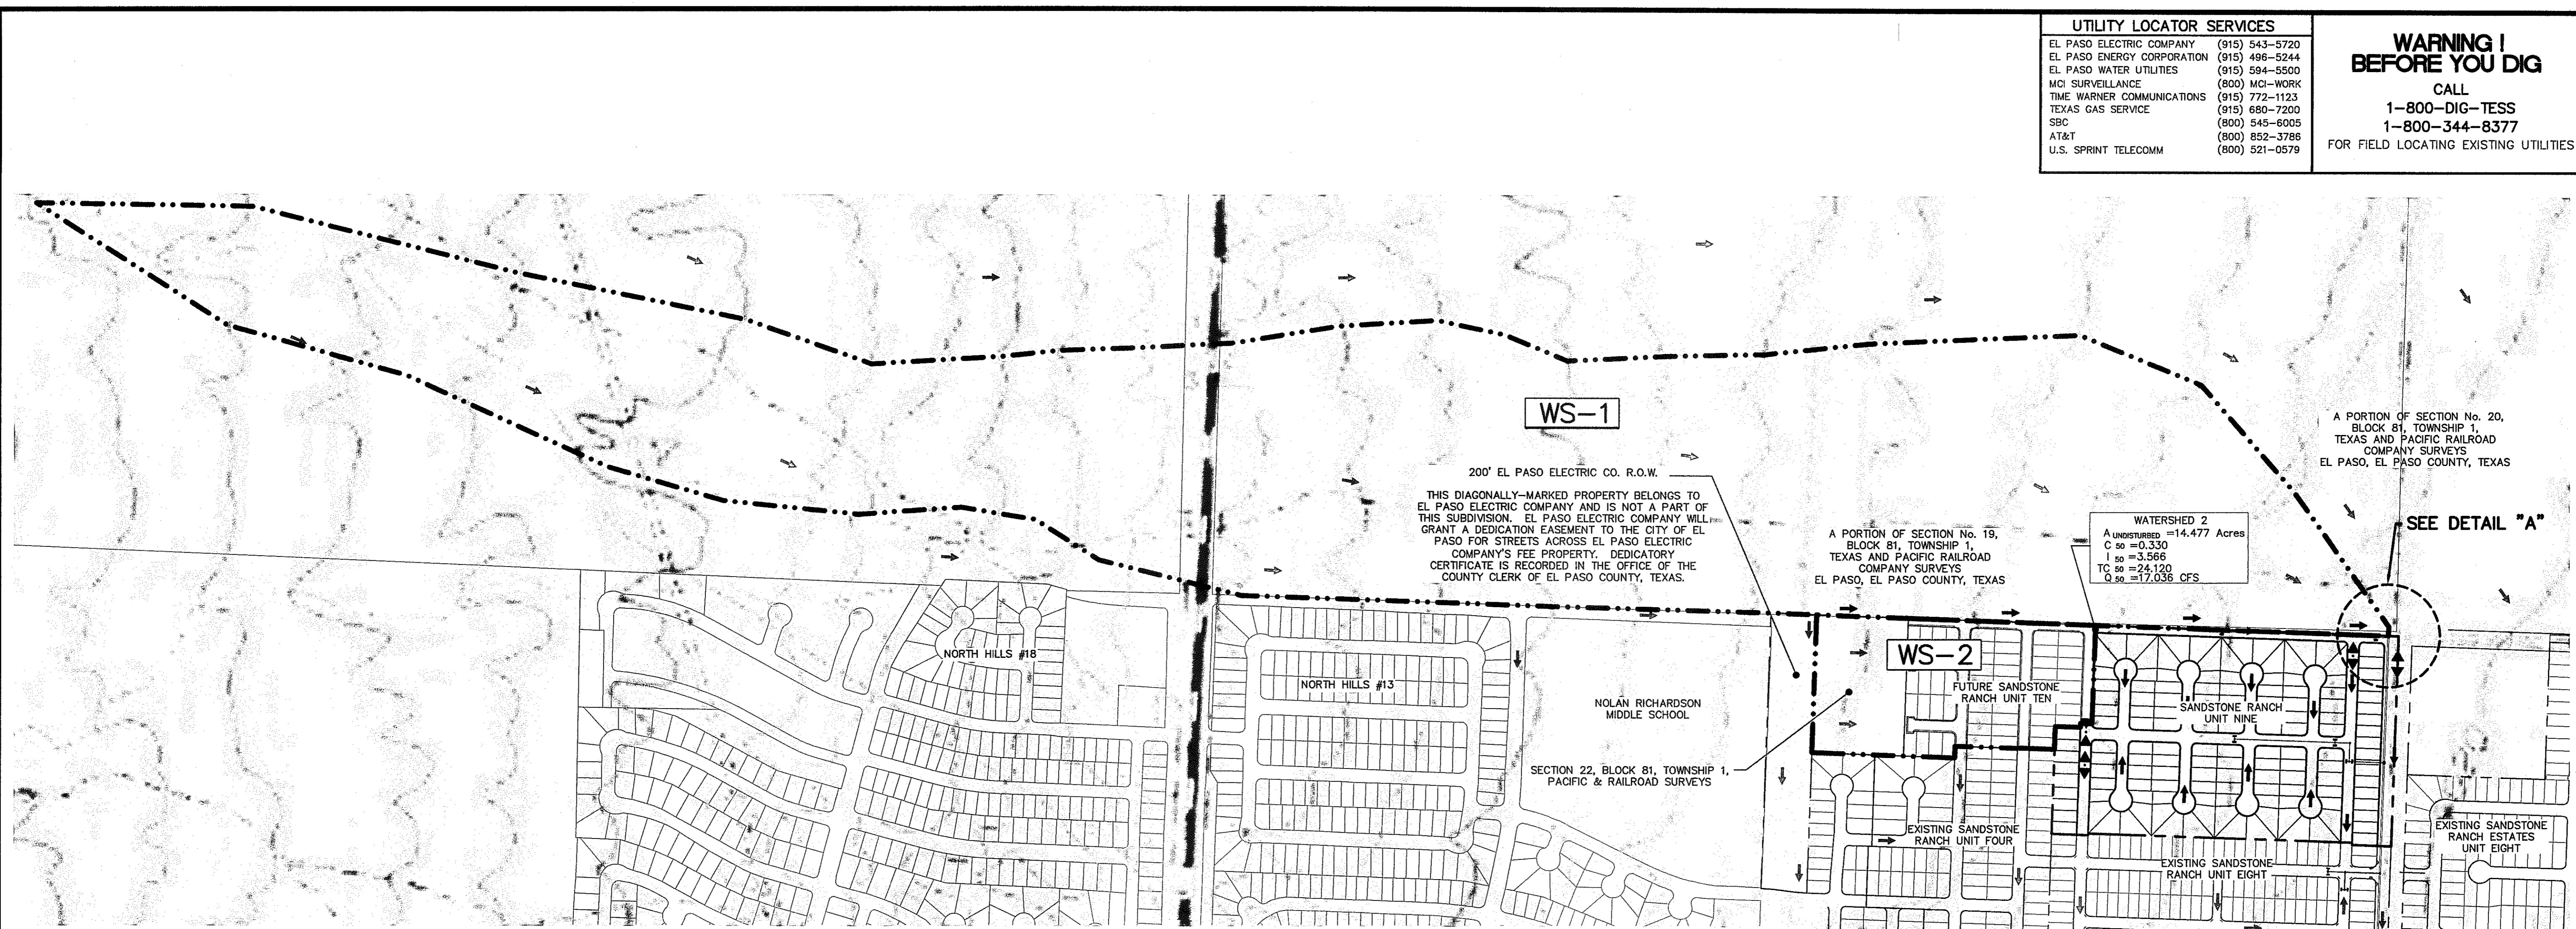 UTILITY LOCATOR SERVICES
EL PASO ELECTRIC COMPANY (915) 543-5720
EL PASO ENERGY CORPORATION (915) 496-5244
EL PASO WATER UTILITIES (915) 594-5500
MCI SURVEILLANCE (800) MCI-WORK
TIME WARNER COMMUNICATIONS (915) 772-1123
TEXAS GAS SERVICE (915) 680-7200
SBC (800) 545-6005
AT&T (800) 852-3786
U.S. SPRINT TELECOMM (800) 521-0579
WARNING !
BEFORE YOU DIG
CALL
1-800-DIG-TESS
1-800-344-8377
FOR FIELD LOCATING EXISTING UTILITIES
WS-1
A PORTION OF SECTION No. 20,
BLOCK 81, TOWNSHIP 1,
TEXAS AND PACIFIC RAILROAD
COMPANY SURVEYS
EL PASO, EL PASO COUNTY, TEXAS
200' EL PASO ELECTRIC CO. R.O.W.
THIS DIAGONALLY-MARKED PROPERTY BELONGS TO
EL PASO ELECTRIC COMPANY AND IS NOT A PART OF
THIS SUBDIVISION. EL PASO ELECTRIC COMPANY WILL
GRANT A DEDICATION EASEMENT TO THE CITY OF EL
PASO FOR STREETS ACROSS EL PASO ELECTRIC
COMPANY'S FEE PROPERTY. DEDICATORY
CERTIFICATE IS RECORDED IN THE OFFICE OF THE
COUNTY CLERK OF EL PASO COUNTY, TEXAS.
A PORTION OF SECTION No. 19,
BLOCK 81, TOWNSHIP 1,
TEXAS AND PACIFIC RAILROAD
COMPANY SURVEYS
EL PASO, EL PASO COUNTY, TEXAS
WATERSHED 2
A UNDISTURBED =14.477 Acres
C 50 =0.330
I 50 =3.566
TC 50 =24.120
Q 50 =17.036 CFS
SEE DETAIL "A"
NORTH HILLS #18
NORTH HILLS #13
NOLAN RICHARDSON
MIDDLE SCHOOL
WS-2
FUTURE SANDSTONE
RANCH UNIT TEN
SANDSTONE RANCH
UNIT NINE
SECTION 22, BLOCK 81, TOWNSHIP 1,
PACIFIC & RAILROAD SURVEYS
EXISTING SANDSTONE
RANCH UNIT FOUR
EXISTING SANDSTONE
RANCH UNIT EIGHT
EXISTING SANDSTONE
RANCH ESTATES
UNIT EIGHT